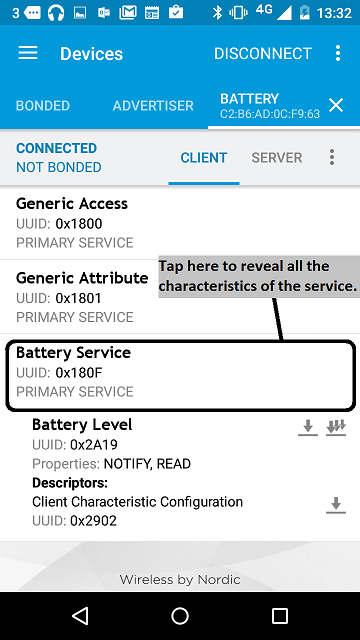 3 4G 13:32
Devices DISCONNECT
BONDED ADVERTISER BATTERY
C2:B6:AD:0C:F9:63
CONNECTED
NOT BONDED CLIENT SERVER
Generic Access
UUID: 0x1800
PRIMARY SERVICE
Generic Attribute
UUID: 0x1801
PRIMARY SERVICE
Tap here to reveal all the
characteristics of the service.
Battery Service
UUID: 0x180F
PRIMARY SERVICE
Battery Level
UUID: 0x2A19
Properties: NOTIFY, READ
Descriptors:
Client Characteristic Configuration
UUID: 0x2902
Wireless by Nordic